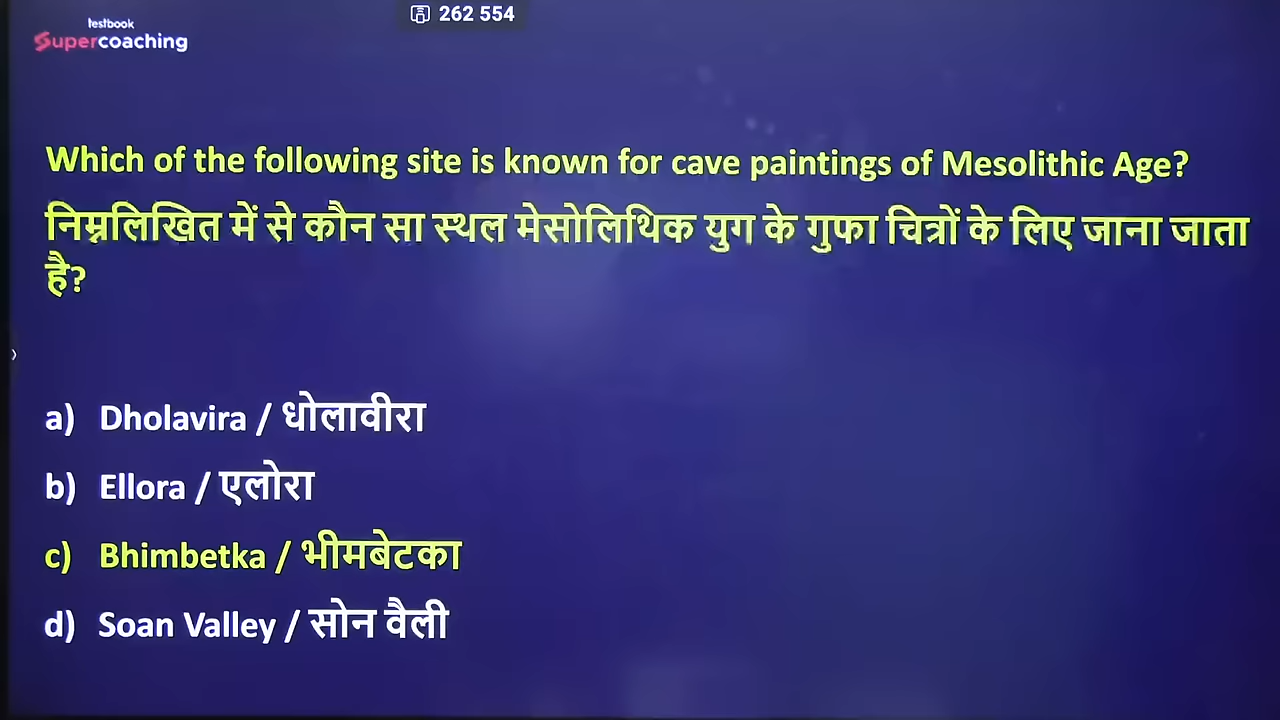 262 554
testbook
Supercoaching
Which of the following site is known for cave paintings of Mesolithic Age?
निम्नलिखित में से कौन सा स्थल मेसोलिथिक युग के गुफा चित्रों के लिए जाना जाता
है?
a) Dholavira / धोलावीरा
b) Ellora / एलोरा
c) Bhimbetka / भीमबेटका
d) Soan Valley / सोन वैली